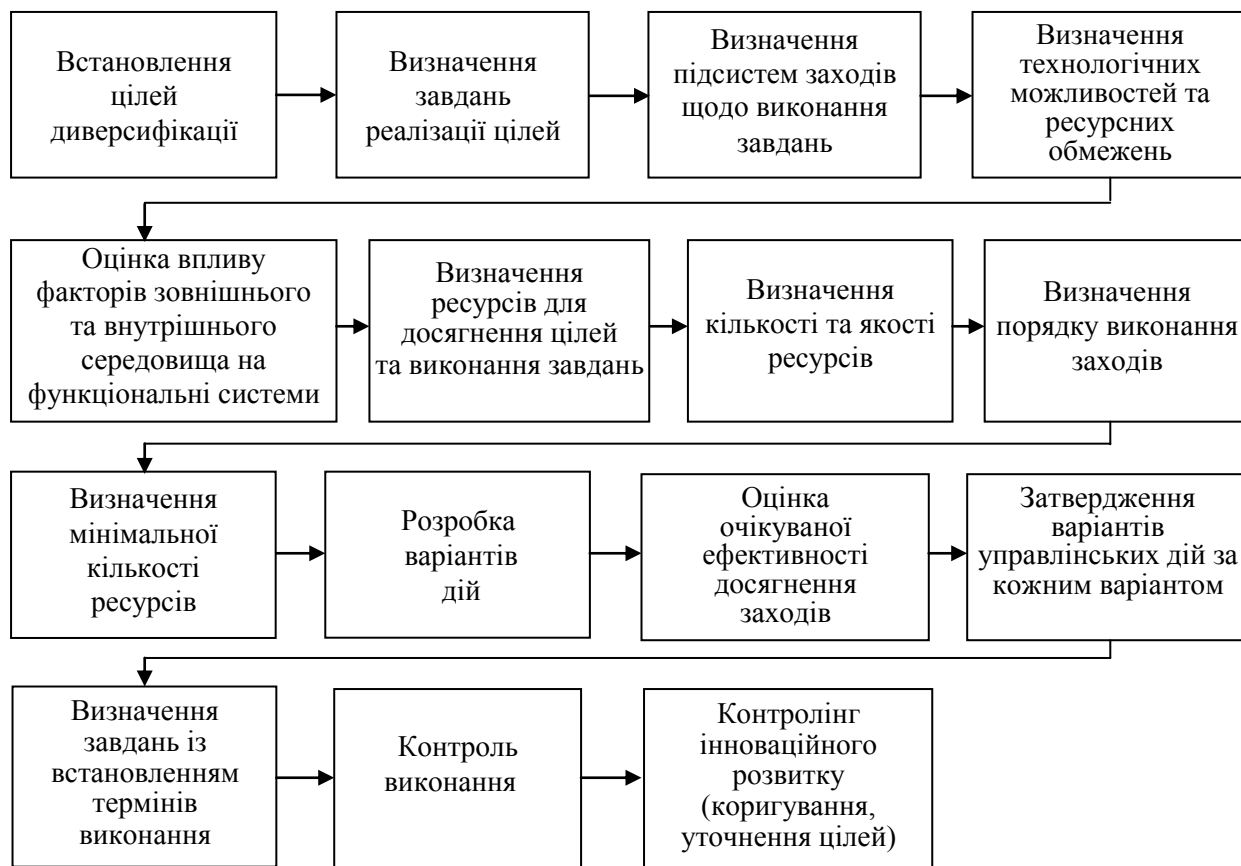 Встановлення
цілей
диверсифікації
Визначення
завдань
реалізації цілей
Визначення
підсистем заходів
щодо виконання
завдань
Визначення
технологічних
можливостей та
ресурсних
обмежень
Оцінка впливу
факторів зовнішнього
та внутрішнього
середовища на
функціональні системи
Визначення
ресурсів для
досягнення цілей
та виконання завдань
Визначення
кількості та якості
ресурсів
Визначення
порядку виконання
заходів
Визначення
мінімальної
кількості
ресурсів
Розробка
варіантів
дій
Оцінка
очікуваної
ефективності
досягнення
заходів
Затвердження
варіантів
управлінських дій за
кожним варіантом
Визначення
завдань із
встановленням
термінів
виконання
Контроль
виконання
Контролінг
інноваційного
розвитку
(коригування,
уточнення цілей)